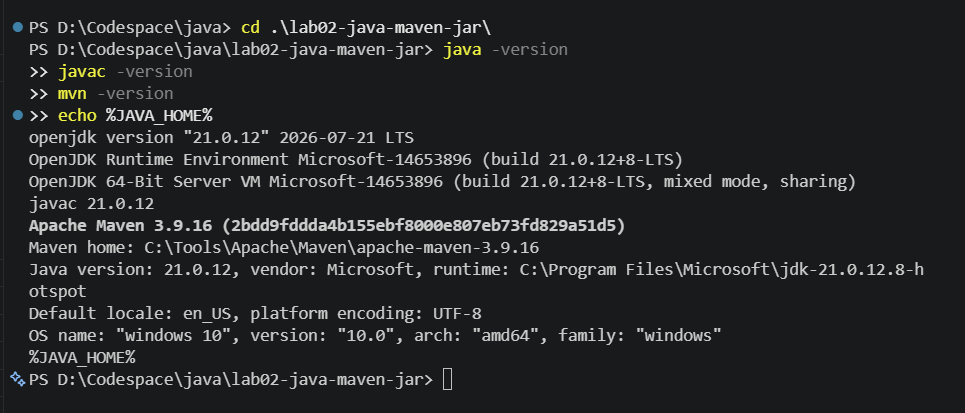 PS D:\Codespace\java> cd .\lab02-java-maven-jar\
PS D:\Codespace\java\lab02-java-maven-jar> java -version
>> javac -version
>> mvn -version
>> echo %JAVA_HOME%
openjdk version "21.0.12" 2026-07-21 LTS
OpenJDK Runtime Environment Microsoft-14653896 (build 21.0.12+8-LTS)
OpenJDK 64-Bit Server VM Microsoft-14653896 (build 21.0.12+8-LTS, mixed mode, sharing)
javac 21.0.12
Apache Maven 3.9.16 (2bdd9fddda4b155ebf8000e807eb73fd829a51d5)
Maven home: C:\Tools\Apache\Maven\apache-maven-3.9.16
Java version: 21.0.12, vendor: Microsoft, runtime: C:\Program Files\Microsoft\jdk-21.0.12.8-h
otspot
Default locale: en_US, platform encoding: UTF-8
OS name: "windows 10", version: "10.0", arch: "amd64", family: "windows"
%JAVA_HOME%
PS D:\Codespace\java\lab02-java-maven-jar>